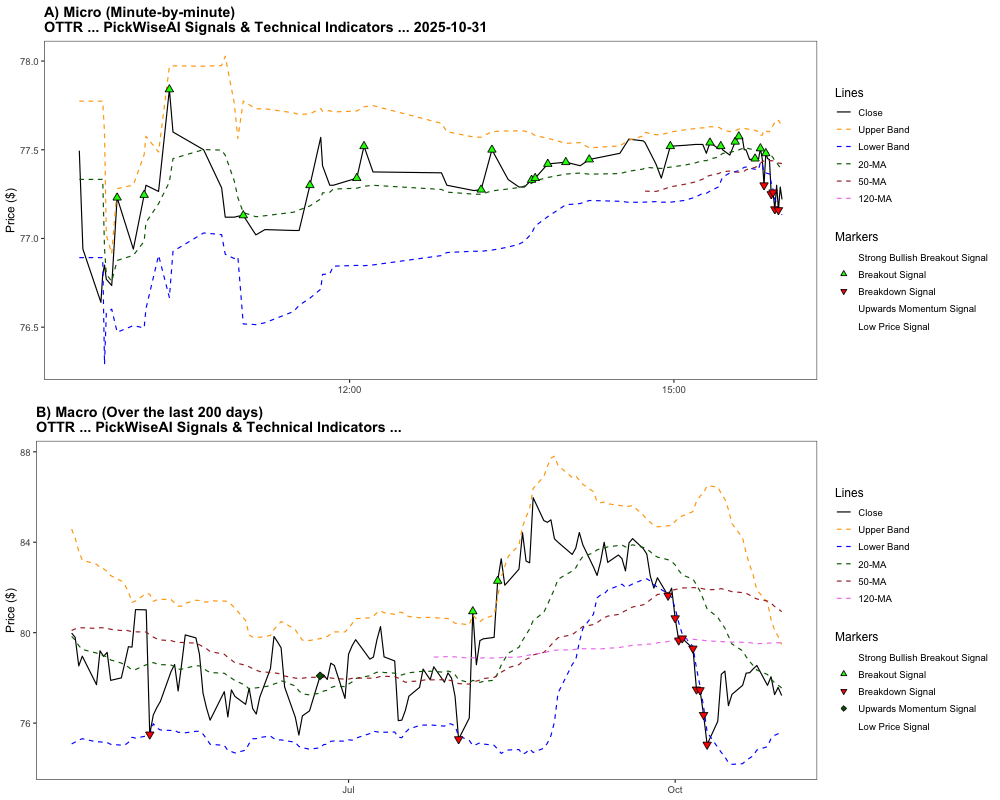 A) Micro (Minute-by-minute)
OTTR ... PickWiseAI Signals & Technical Indicators ... 2025-10-31
Price ($)
78.0
77.5
77.0
76.5
12:00
15:00
Lines
Close
Upper Band
Lower Band
20-MA
50-MA
120-MA
Markers
Strong Bullish Breakout Signal
Breakout Signal
Breakdown Signal
Upwards Momentum Signal
Low Price Signal
B) Macro (Over the last 200 days)
OTTR ... PickWiseAI Signals & Technical Indicators ...
Price ($)
88
84
80
76
Jul
Oct
Lines
Close
Upper Band
Lower Band
20-MA
50-MA
120-MA
Markers
Strong Bullish Breakout Signal
Breakout Signal
Breakdown Signal
Upwards Momentum Signal
Low Price Signal